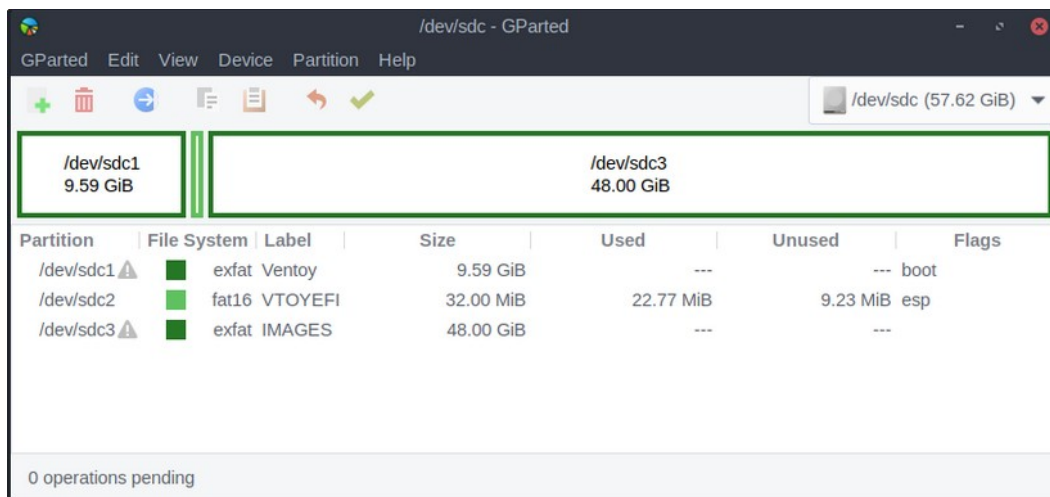 /dev/sdc - GParted
GParted Edit View Device Partition Help
/dev/sdc (57.62 GiB)
/dev/sdc1
9.59 GiB
/dev/sdc3
48.00 GiB
Partition File System Label Size Used Unused Flags
/dev/sdc1 exfat Ventoy 9.59 GiB --- --- boot
/dev/sdc2 fat16 VTOYEFI 32.00 MiB 22.77 MiB 9.23 MiB esp
/dev/sdc3 exfat IMAGES 48.00 GiB --- ---
0 operations pending